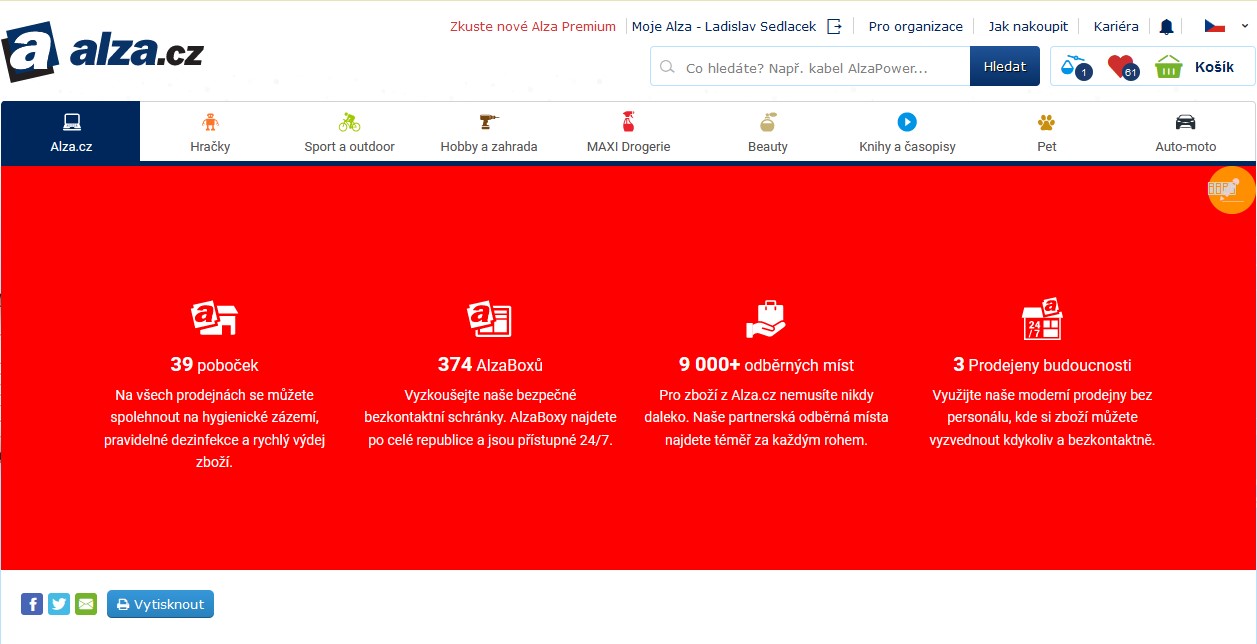 Zkuste nové Alza Premium Moje Alza - Ladislav Sedlacek Pro organizace Jak nakoupit Kariéra
a alza.cz
Co hledáte? Např. kabel AlzaPower... Hledat 1 61 Košík
Alza.cz Hračky Sport a outdoor Hobby a zahrada MAXI Drogerie Beauty Knihy a časopisy Pet Auto-moto
a
a
a
24
/7
39 poboček
Na všech prodejnách se můžete
spolehnout na hygienické zázemí,
pravidelné dezinfekce a rychlý výdej
zboží.
374 AlzaBoxů
Vyzkoušejte naše bezpečné
bezkontaktní schránky. AlzaBoxy najdete
po celé republice a jsou přístupné 24/7.
9 000+ odběrných míst
Pro zboží z Alza.cz nemusíte nikdy
daleko. Naše partnerská odběrná místa
najdete téměř za každým rohem.
3 Prodejeny budoucnosti
Využijte naše moderní prodejny bez
personálu, kde si zboží můžete
vyzvednout kdykoliv a bezkontaktně.
f Vytisknout